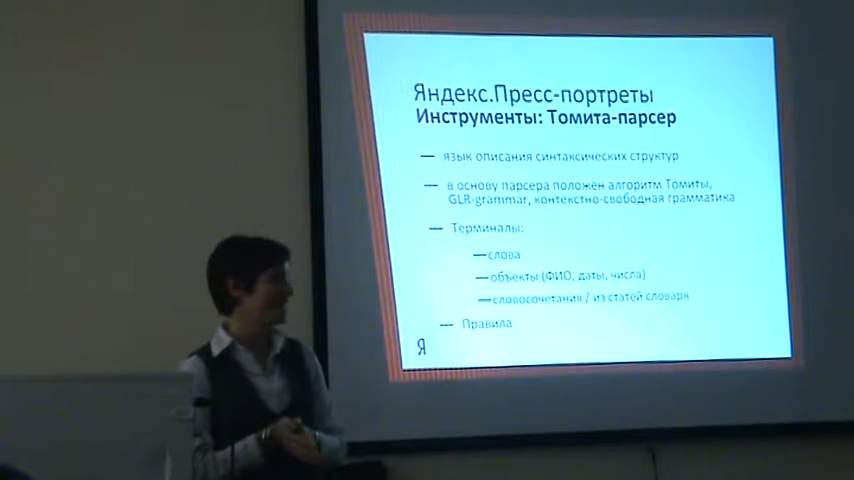 Яндекс.Пресс-портреты
Инструменты: Томита-парсер
— язык описания синтаксических структур
— в основу парсера положен алгоритм Томиты,
GLR-grammar, контекстно-свободная грамматика
— Терминалы:
— слова
— объекты (ФИО, даты, числа)
— словосочетания / из статей словаря
— Правила
Я